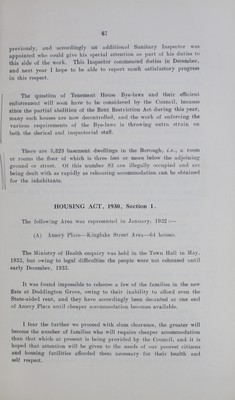 67
previously, and accordingly an additional Sanitary Inspector was
appointed who could give his special attention as part of his duties to
this side of the work. This Inspector commenced duties in December,
and next year I hope to be able to report much satisfactory progress
in this respect.
The question of Tenement House Bye-laws and their efficient
enforcement will soon have to be considered by the Council, because
since the partial abolition of the Rent Restriction Act during this year,
many such houses are now decontrolled, and the work of enforcing the
various requirements of the Bye-laws is throwing extra strain on
both the clerical and inspectorial staff.
There are 5,323 basement dwellings in the Borough, i.e., a room
or rooms the floor of which is three feet or more below the adjoining
ground or street. Of this number 82 are illegally occupied and are
being dealt with as rapidly as rehousing accommodation can be obtained
for the inhabitants.
HOUSING ACT, 1930, Section 1.
The following Area was represented in January, 1932:—
(A) Amery Place—Kinglake Street Area—64 houses.
The Ministry of Health enquiry was held in the Town Hall in May,
1933, but owing to legal difficulties the people were not rehoused until
early December, 1933.
It was found impossible to rehouse a few of the families in the new
flats at Doddington Grove, owing to their inability to afford even the
State-aided rent, and they have accordingly been decanted at one end
of Amery Place until cheaper accommodation becomes available.
I fear the further we proceed with slum clearance, the greater will
become the number of families who will require cheaper accommodation
than that which at present is being provided by the Council, and it is
hoped that attention will be given to the needs of our poorest citizens
and housing facilities afforded them necessary for their health and
self respect.